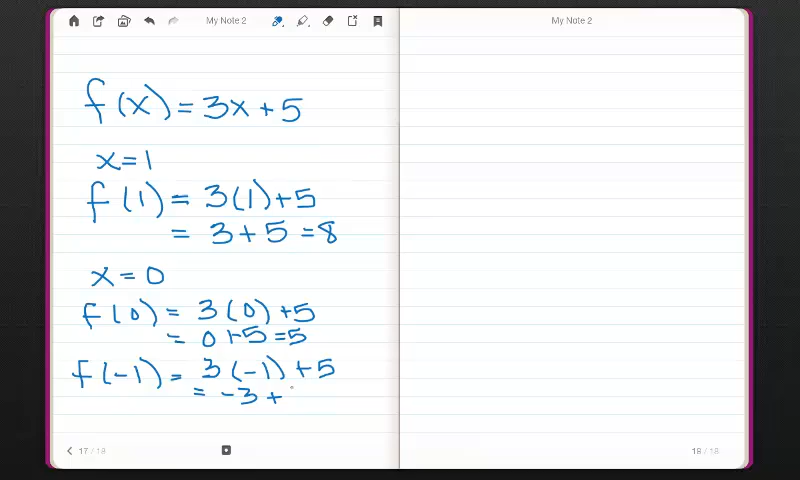 My Note 2
My Note 2
f(x) = 3x + 5
x = 1
f(1) = 3(1) + 5
= 3 + 5 = 8
x = 0
f(0) = 3(0) + 5
= 0 + 5 = 5
f(-1) = 3(-1) + 5
= -3 +
17 / 18
18 / 18